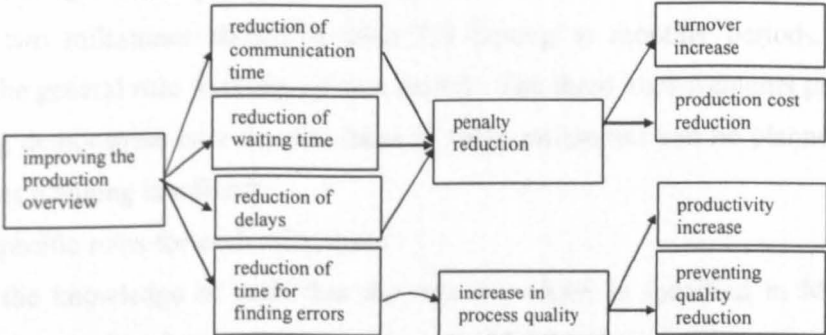 reduction of
communication
time
turnover
increase
reduction of
waiting time
penalty
reduction
production cost
reduction
improving the
production
overview
reduction of
delays
productivity
increase
reduction of
time for
finding errors
increase in
process quality
preventing
quality
reduction